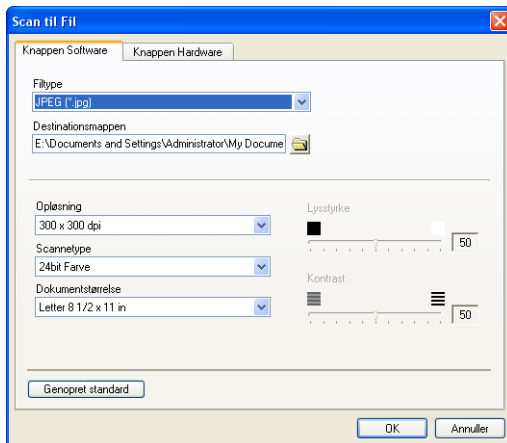 Scan til Fil
Knappen Software
Knappen Hardware
Filtype
JPEG (*.jpg)
Destinationsmappen
E:\Documents and Settings\Administrator\My Docume
Opløsning
300 x 300 dpi
Scannetype
24bit Farve
Dokumentstørrelse
Letter 8 1/2 x 11 in
Lysstyrke
50
Kontrast
50
Genopret standard
OK
Annuller